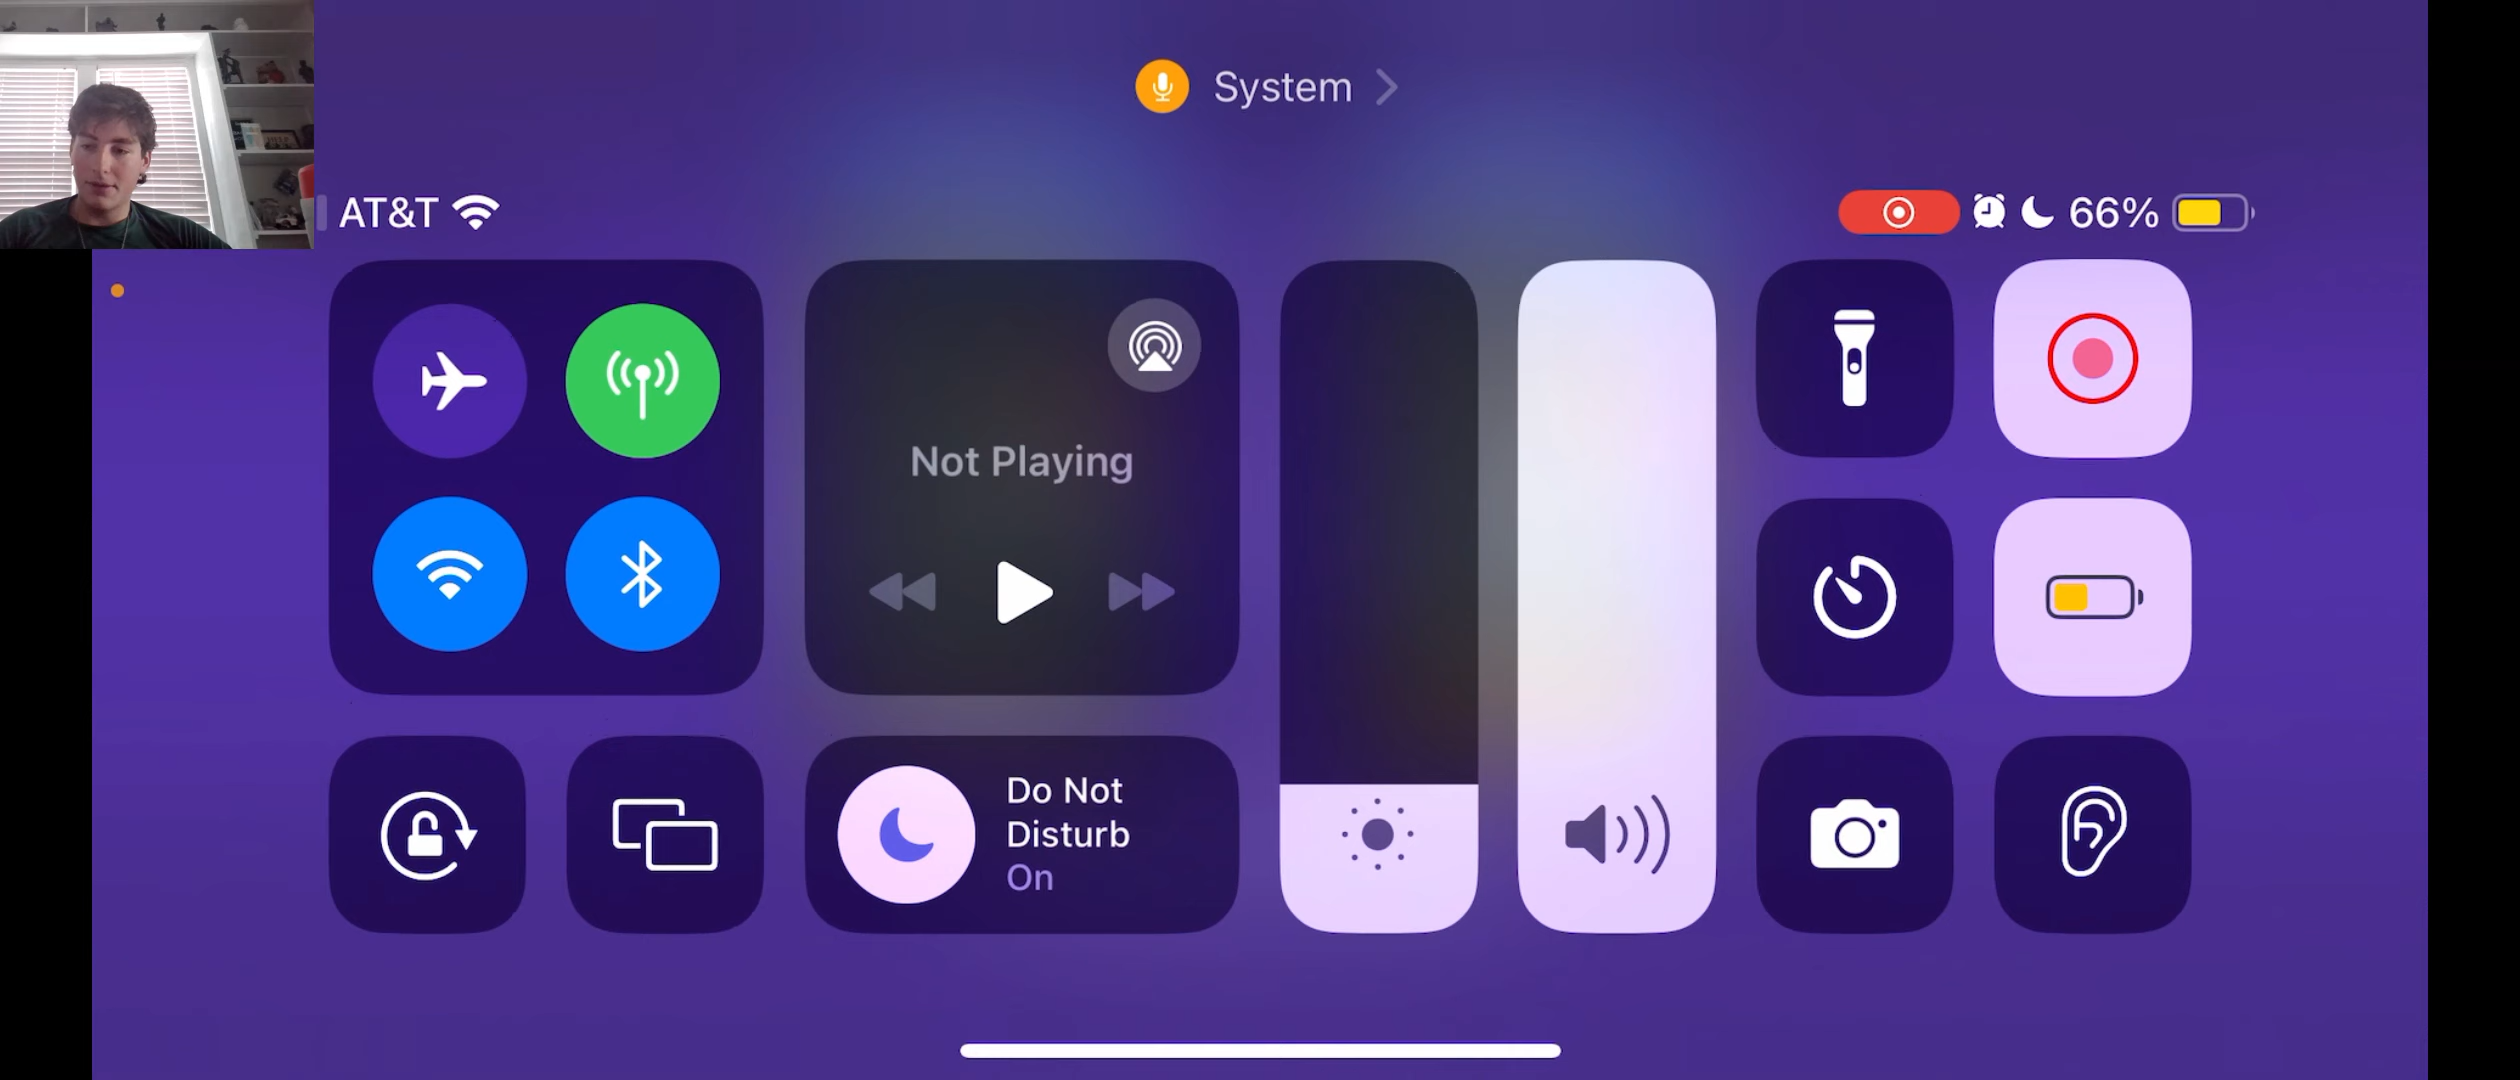 System
AT&T
66%
Not Playing
Do Not
Disturb
On